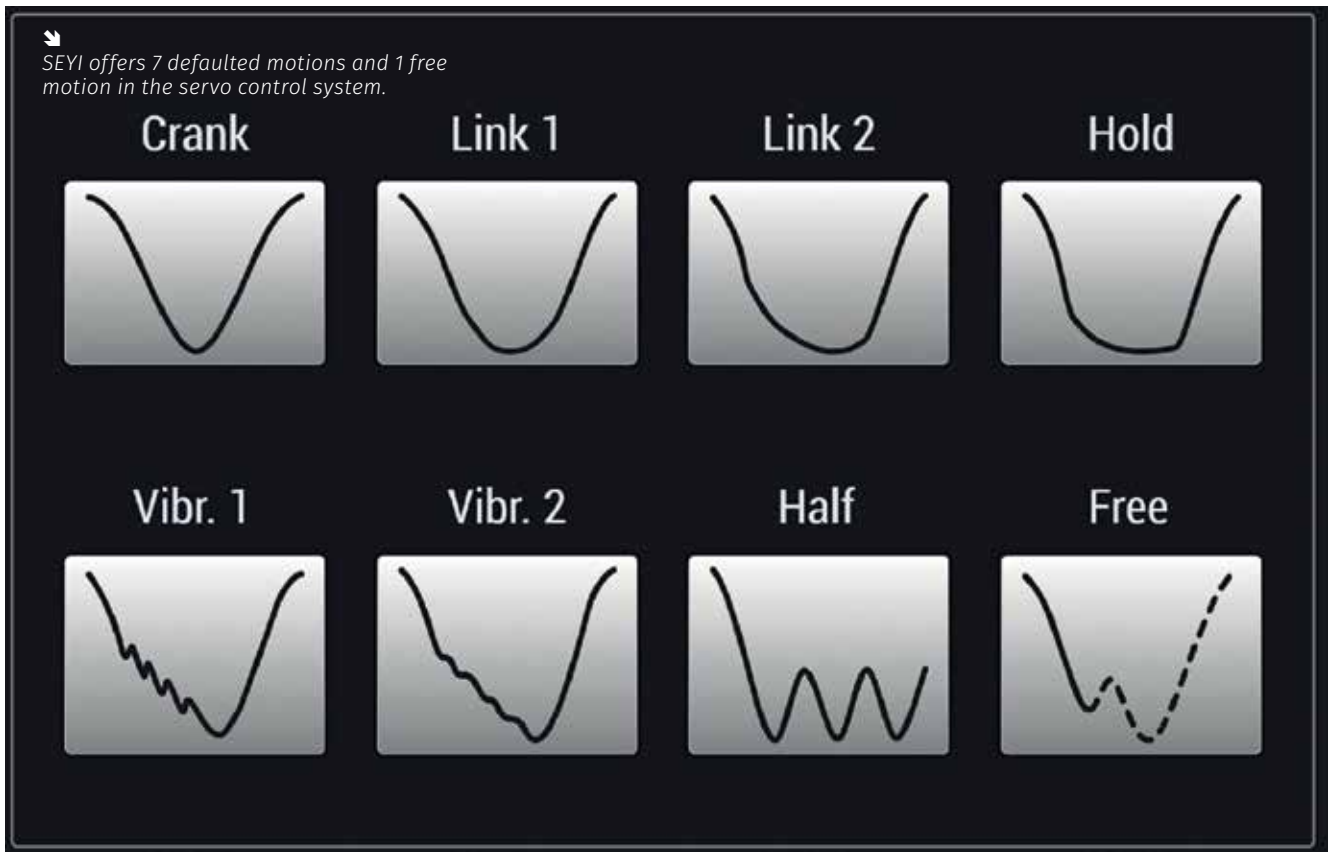 SEYI offers 7 defaulted motions and 1 free
motion in the servo control system.
Crank Link 1 Link 2 Hold
Vibr. 1 Vibr. 2 Half Free